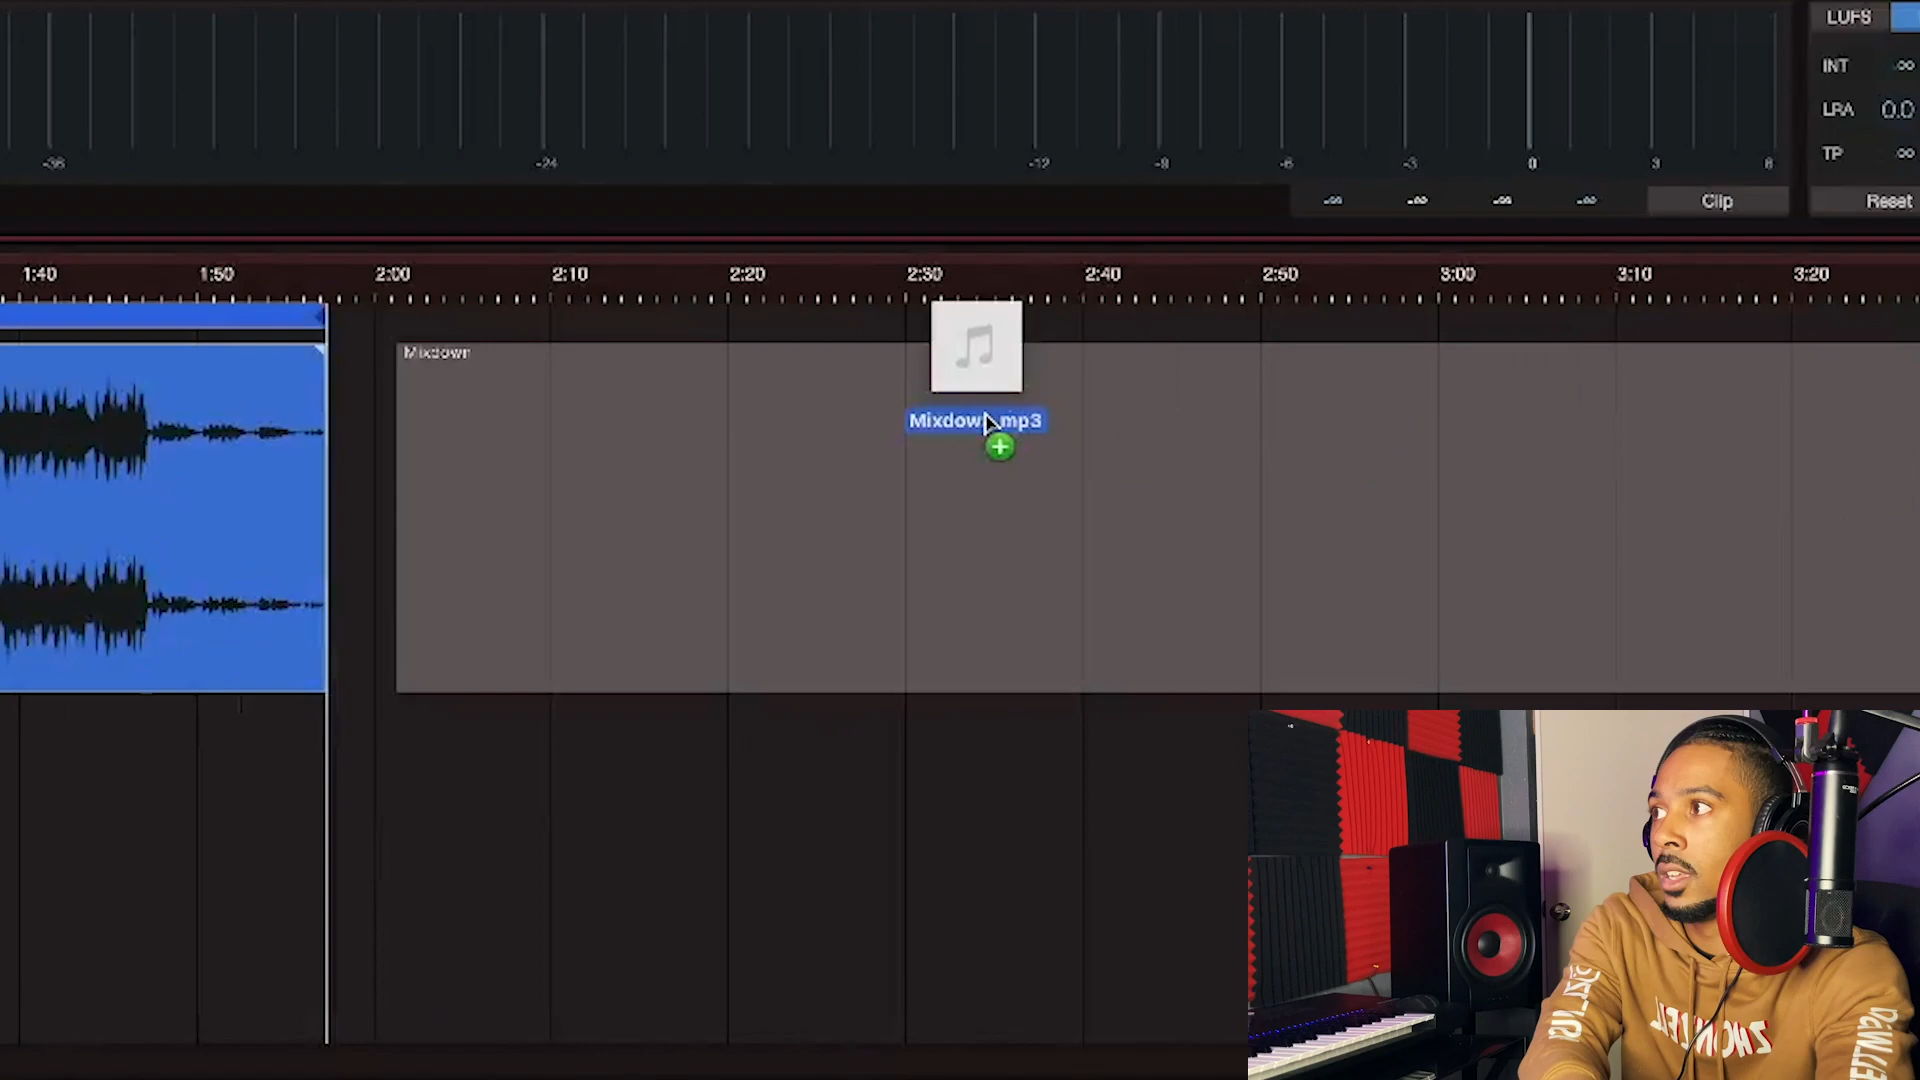 LUFS
INT -∞
LRA 0.0
TP -∞
-36 -24 -12 -9 -6 -3 0 3 6
-∞ -∞ -∞ -∞ Clip Reset
1:40 1:50 2:00 2:10 2:20 2:30 2:40 2:50 3:00 3:10 3:20
Mixdown
Mixdown.mp3